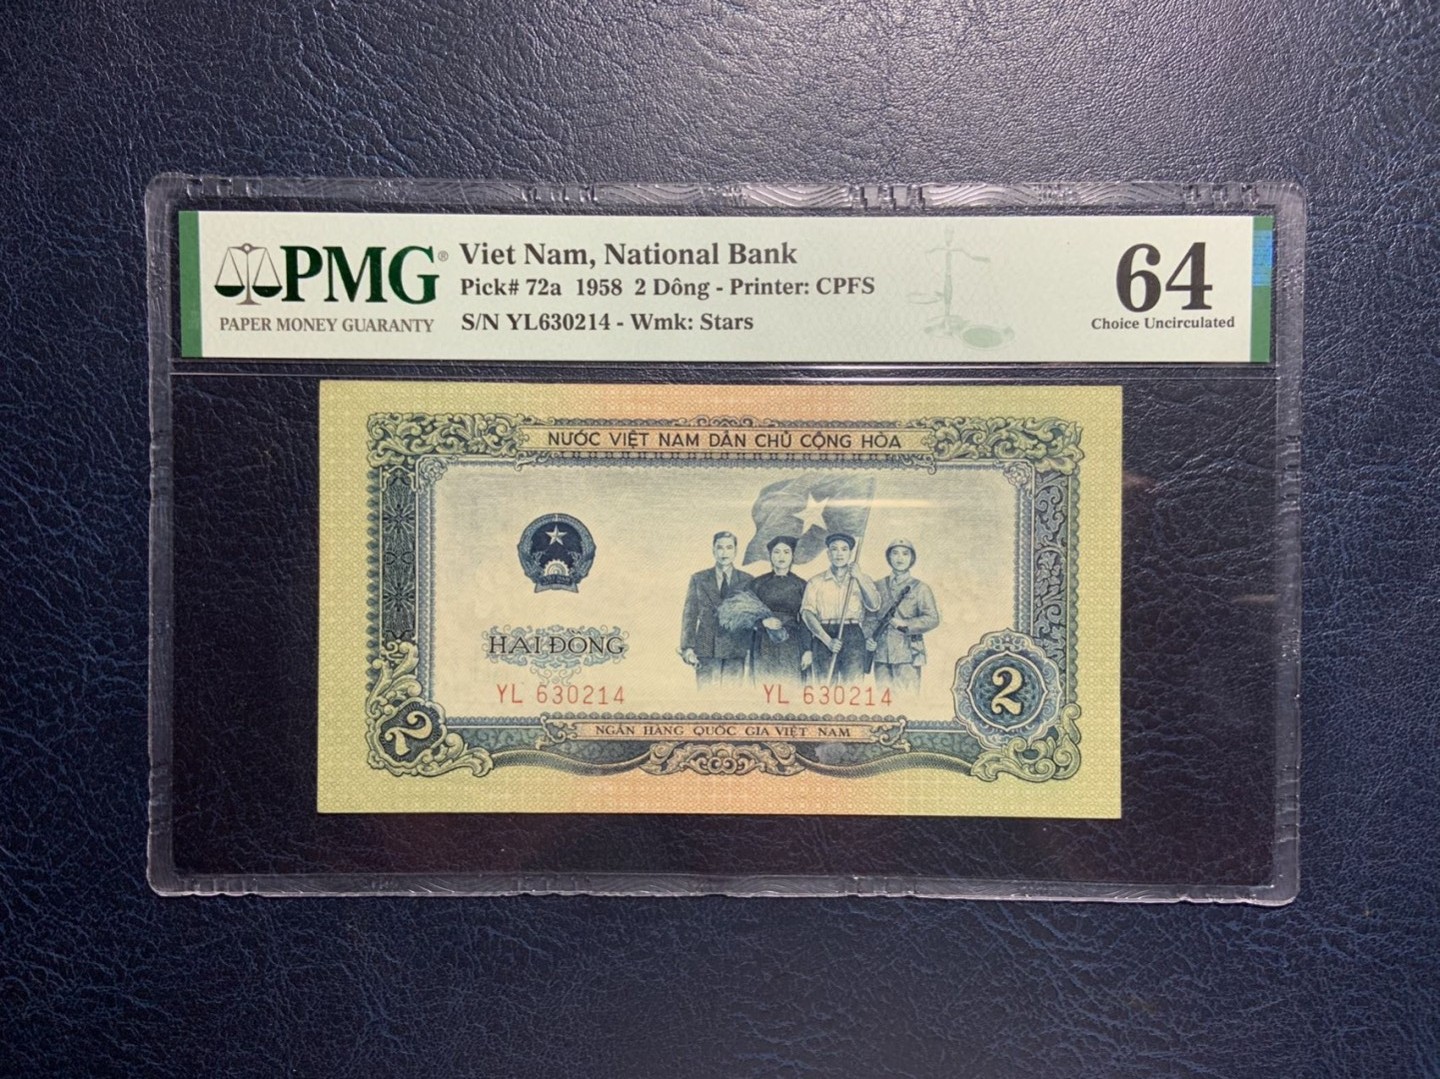 PMG®
PAPER MONEY GUARANTY
Viet Nam, National Bank
Pick# 72a 1958 2 Dông - Printer: CPFS
S/N YL630214 - Wmk: Stars
64
Choice Uncirculated
NƯỚC VIỆT NAM DÂN CHỦ CỘNG HÒA
HAI ĐỒNG
YL 630214
YL 630214
2
2
NGÂN HÀNG QUỐC GIA VIỆT NAM